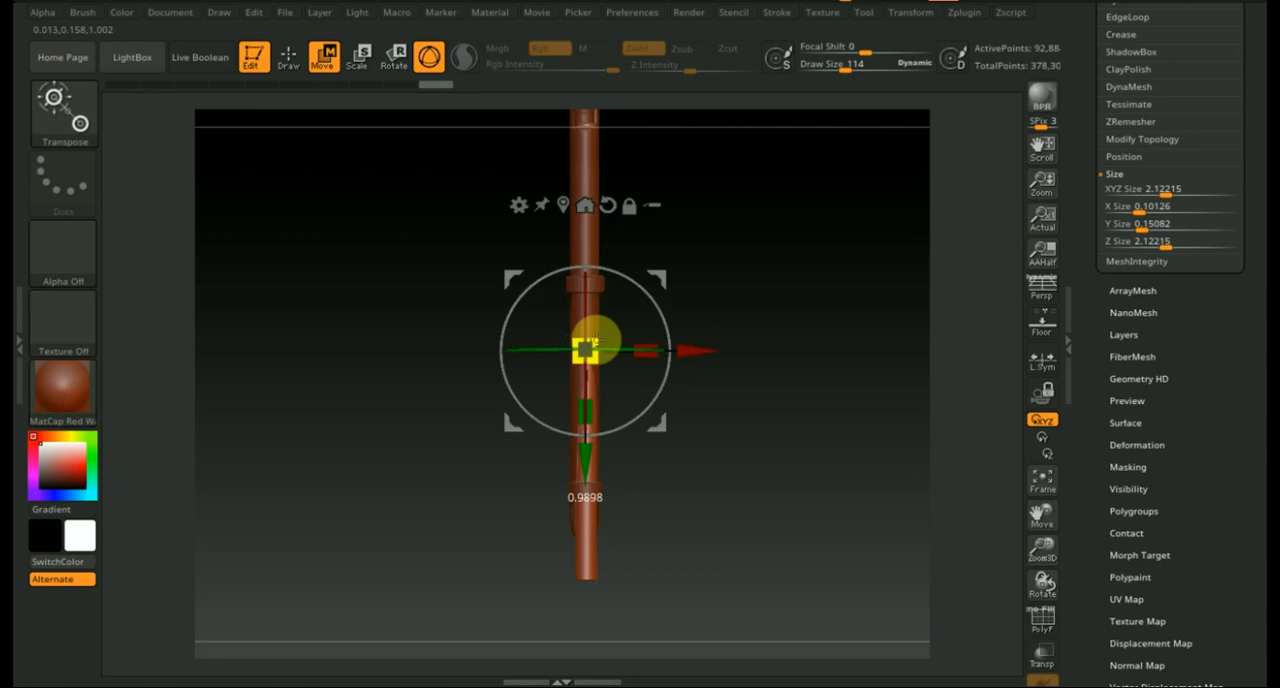 Alpha Brush Color Document Draw Edit File Layer Light Macro Marker Material Movie Picker Preferences Render Stencil Stroke Texture Tool Transform Zplugin Zscript
0.013,0.158,1.002
Home Page LightBox Live Boolean Edit Draw Move Scale Rotate
Mrgb Rgb M Zadd Zsub Zcut
Rgb Intensity Z Intensity
S Focal Shift 0
Draw Size 114 Dynamic
D ActivePoints: 92,88
TotalPoints: 378,30
Transpose
Dots
Alpha Off
Texture Off
MatCap Red W
Gradient
SwitchColor
Alternate
0.9898
BPR
SPix 3
Scroll
Zoom
Actual
AAHalf
Persp
Floor
L.Sym
XYZ
Frame
Move
Zoom3D
Rotate
PolyF
Transp
EdgeLoop
Crease
ShadowBox
ClayPolish
DynaMesh
Tessimate
ZRemesher
Modify Topology
Position
Size
XYZ Size 2.12215
X Size 0.10126
Y Size 0.15082
Z Size 2.12215
MeshIntegrity
ArrayMesh
NanoMesh
Layers
FiberMesh
Geometry HD
Preview
Surface
Deformation
Masking
Visibility
Polygroups
Contact
Morph Target
Polypaint
UV Map
Texture Map
Displacement Map
Normal Map